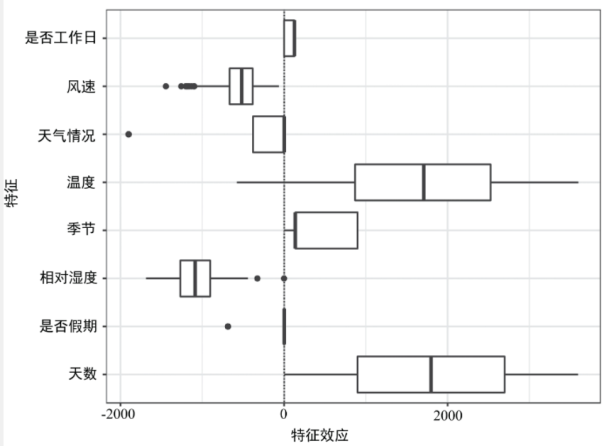 是否工作日
风速
天气情况
温度
季节
相对湿度
是否假期
天数
特征
-2000
0
2000
特征效应